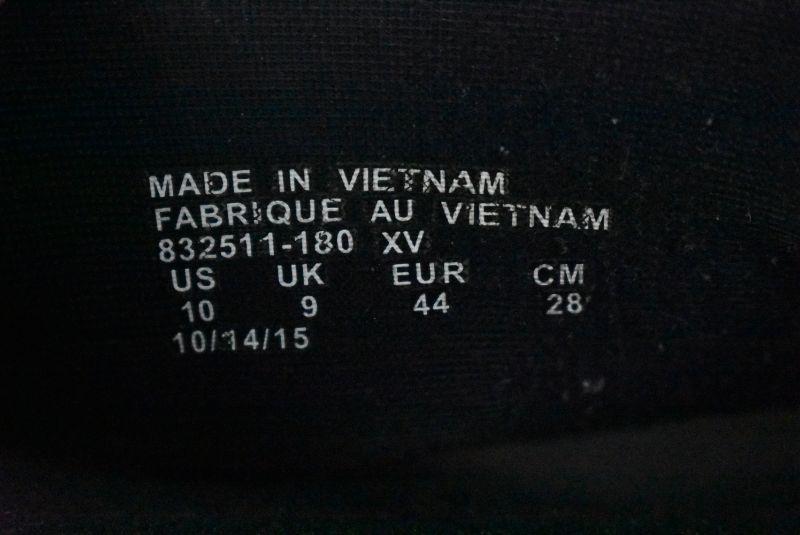 MADE IN VIETNAM
FABRIQUE AU VIETNAM
832511-180 XV
US UK EUR CM
10 9 44 28
10/14/15